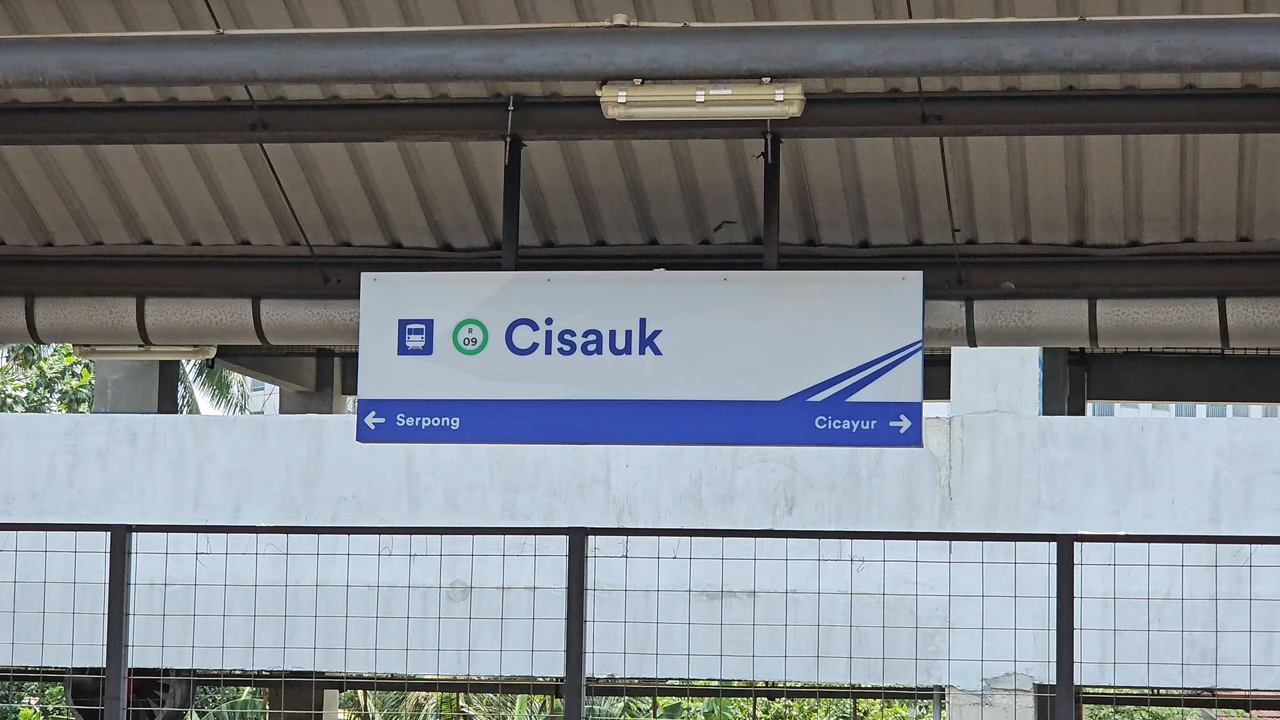 R
09
Cisauk
← Serpong
Cicayur →